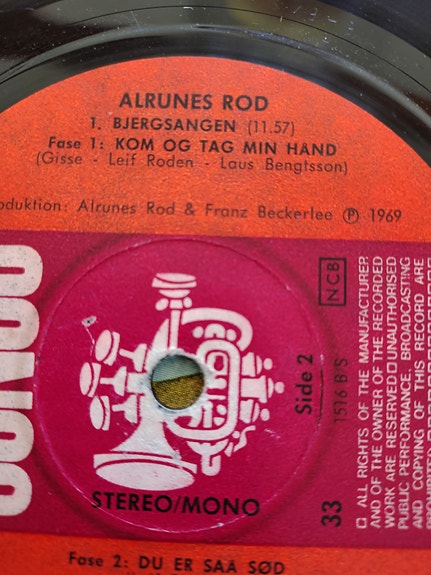 ALRUNES ROD
1. BJERGSANGEN (11.57)
Fase 1: KOM OG TAG MIN HAND
(Gisse - Leif Roden - Laus Bengtsson)
oduktion: Alrunes Rod & Franz Beckerlee Ⓟ 1969
NCB
Side 2
1516 B S
33
□ ALL RIGHTS OF THE MANUFACTURER
AND OF THE OWNER OF THE RECORDED
WORK ARE RESERVED □ UNAUTHORISED
PUBLIC PERFORMANCE, BROADCASTING
AND COPYING OF THIS RECORD ARE
STEREO/MONO
Fase 2: DU ER SAA SØD